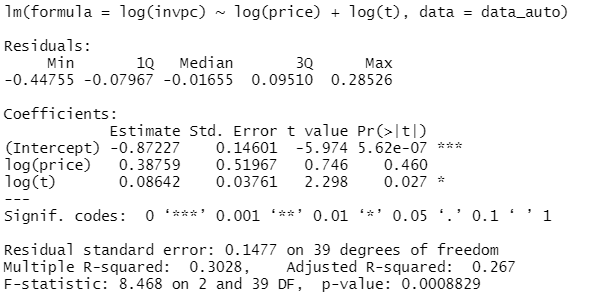 lm(formula = log(invpc) ~ log(price) + log(t), data = data_auto)
Residuals:
Min 1Q Median 3Q Max
-0.44755 -0.07967 -0.01655 0.09510 0.28526
Coefficients:
Estimate Std. Error t value Pr(>|t|)
(Intercept) -0.87227 0.14601 -5.974 5.62e-07 ***
log(price) 0.38759 0.51967 0.746 0.460
log(t) 0.08642 0.03761 2.298 0.027 *
---
Signif. codes: 0 ‘***’ 0.001 ‘**’ 0.01 ‘*’ 0.05 ‘.’ 0.1 ‘ ’ 1
Residual standard error: 0.1477 on 39 degrees of freedom
Multiple R-squared: 0.3028, Adjusted R-squared: 0.267
F-statistic: 8.468 on 2 and 39 DF, p-value: 0.0008829